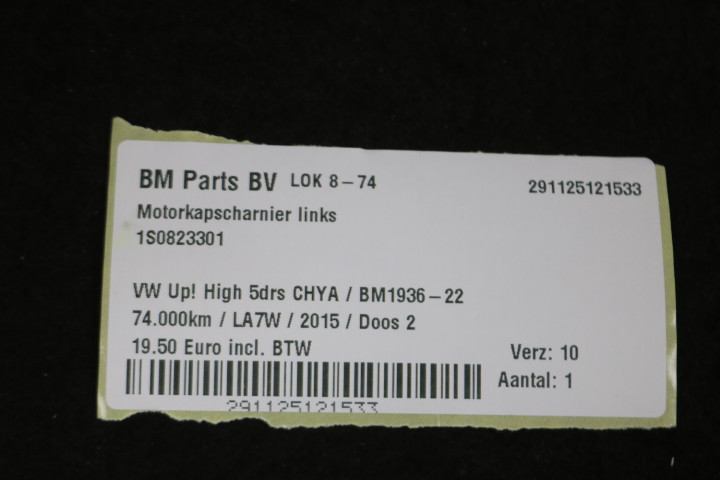 BM Parts BV LOK 8-74 291125121533
Motorkapscharnier links
1S0823301
VW Up! High 5drs CHYA / BM1936-22
74.000km / LA7W / 2015 / Doos 2
19.50 Euro incl. BTW
Verz: 10
Aantal: 1
291125121533